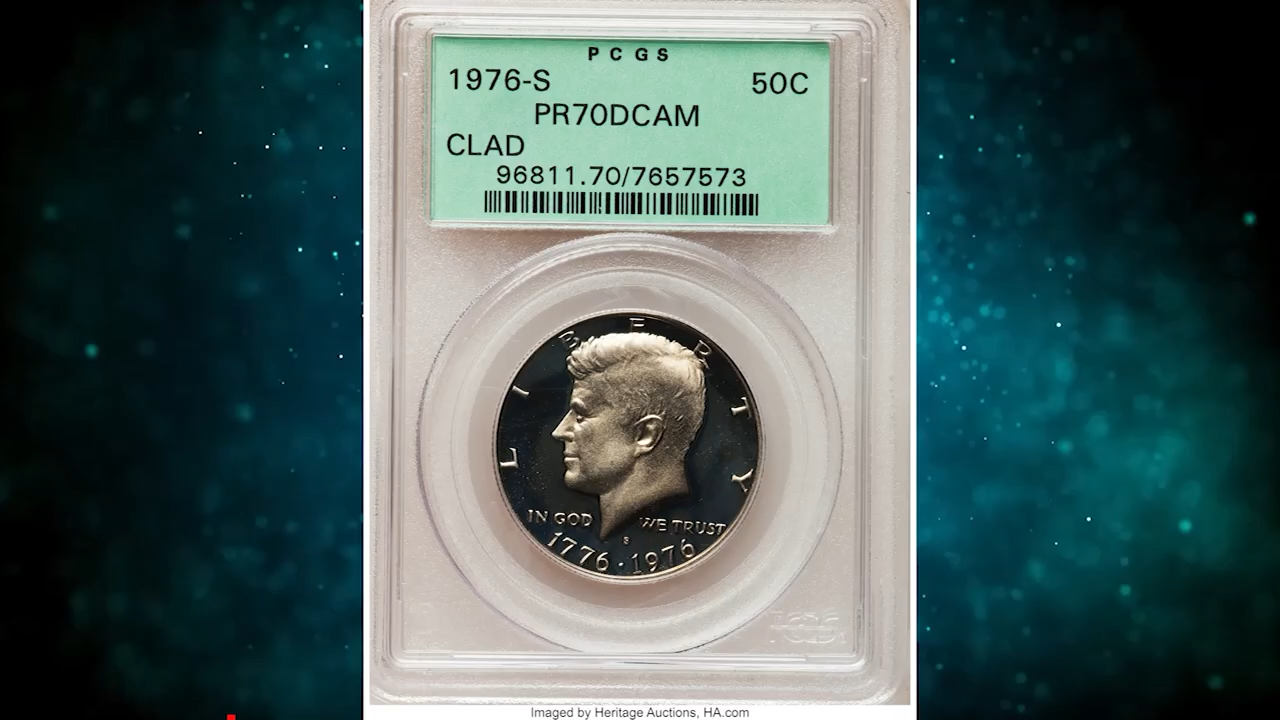 PCGS
1976-S 50C
PR70DCAM
CLAD
96811.70/7657573
LIBERTY
IN GOD WE TRUST
S
1776·1976
PCGS
Imaged by Heritage Auctions, HA.com